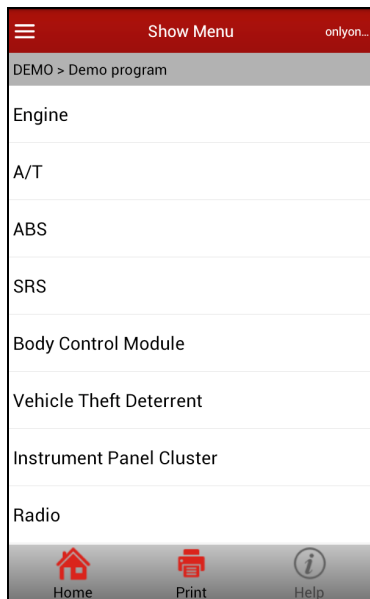 Show Menu onlyon...
DEMO > Demo program
Engine
A/T
ABS
SRS
Body Control Module
Vehicle Theft Deterrent
Instrument Panel Cluster
Radio
Home Print Help